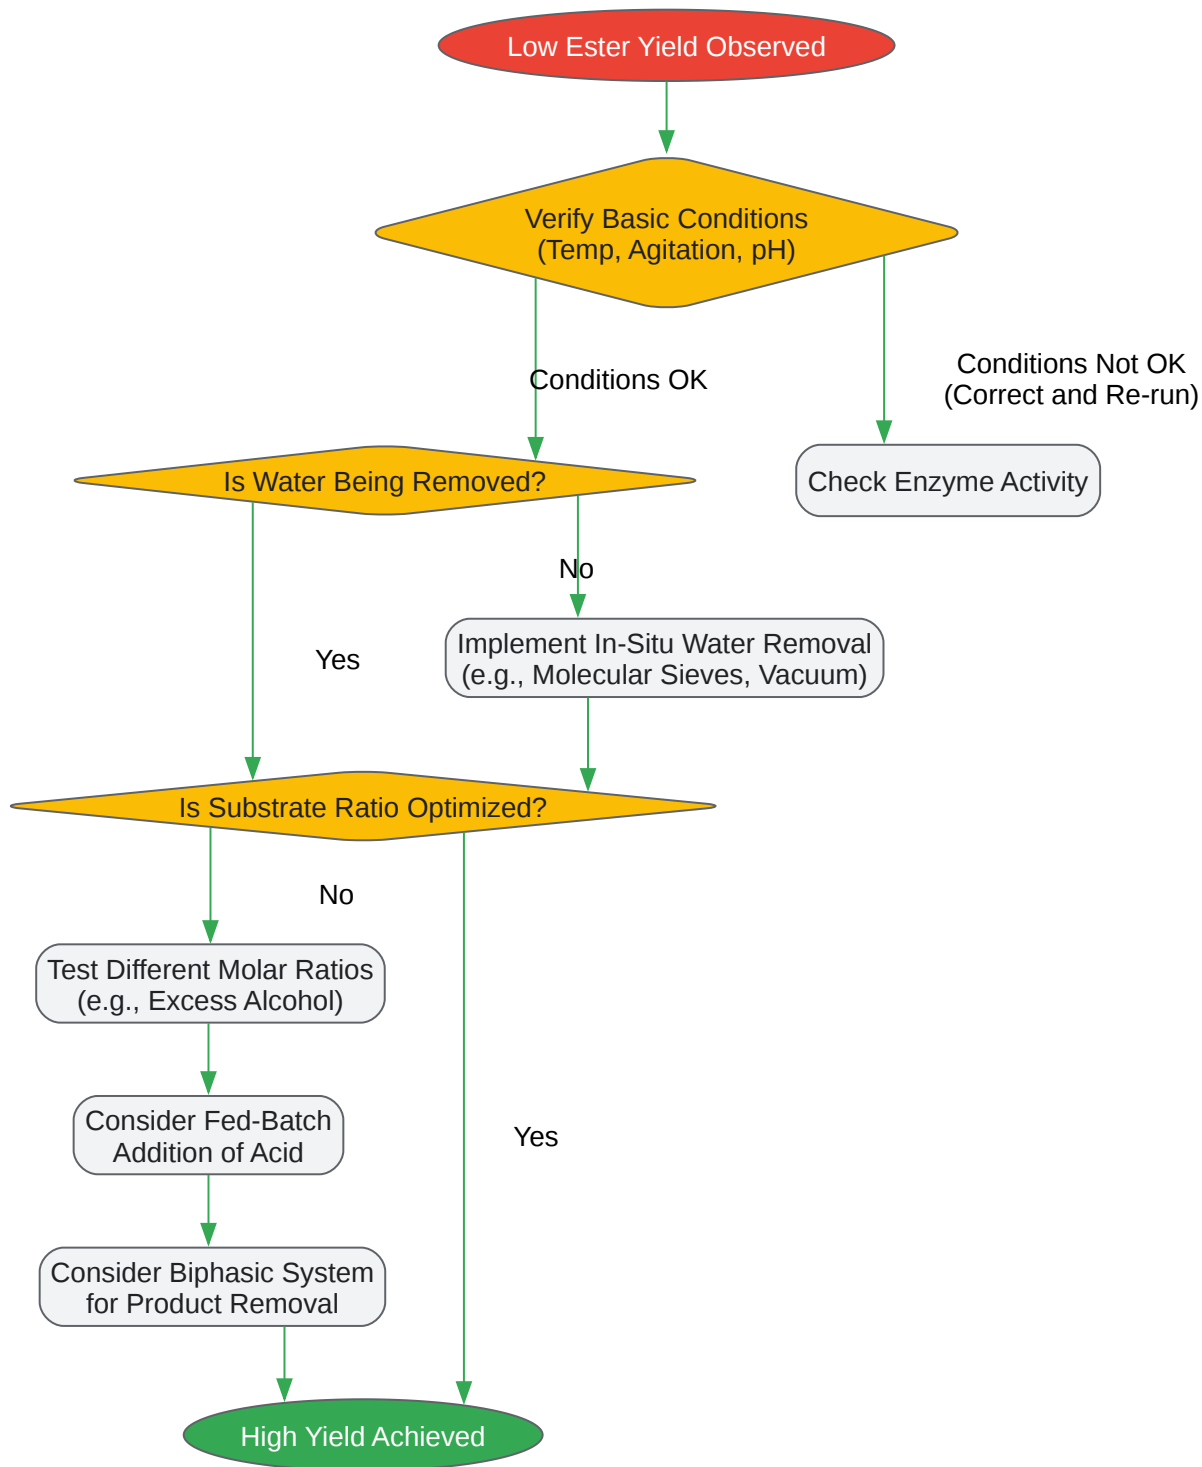 Low Ester Yield Observed
Verify Basic Conditions
(Temp, Agitation, pH)
Conditions OK
Conditions Not OK
(Correct and Re-run)
Is Water Being Removed?
Check Enzyme Activity
No
Yes
Implement In-Situ Water Removal
(e.g., Molecular Sieves, Vacuum)
Is Substrate Ratio Optimized?
No
Test Different Molar Ratios
(e.g., Excess Alcohol)
Consider Fed-Batch
Addition of Acid
Yes
Consider Biphasic System
for Product Removal
High Yield Achieved